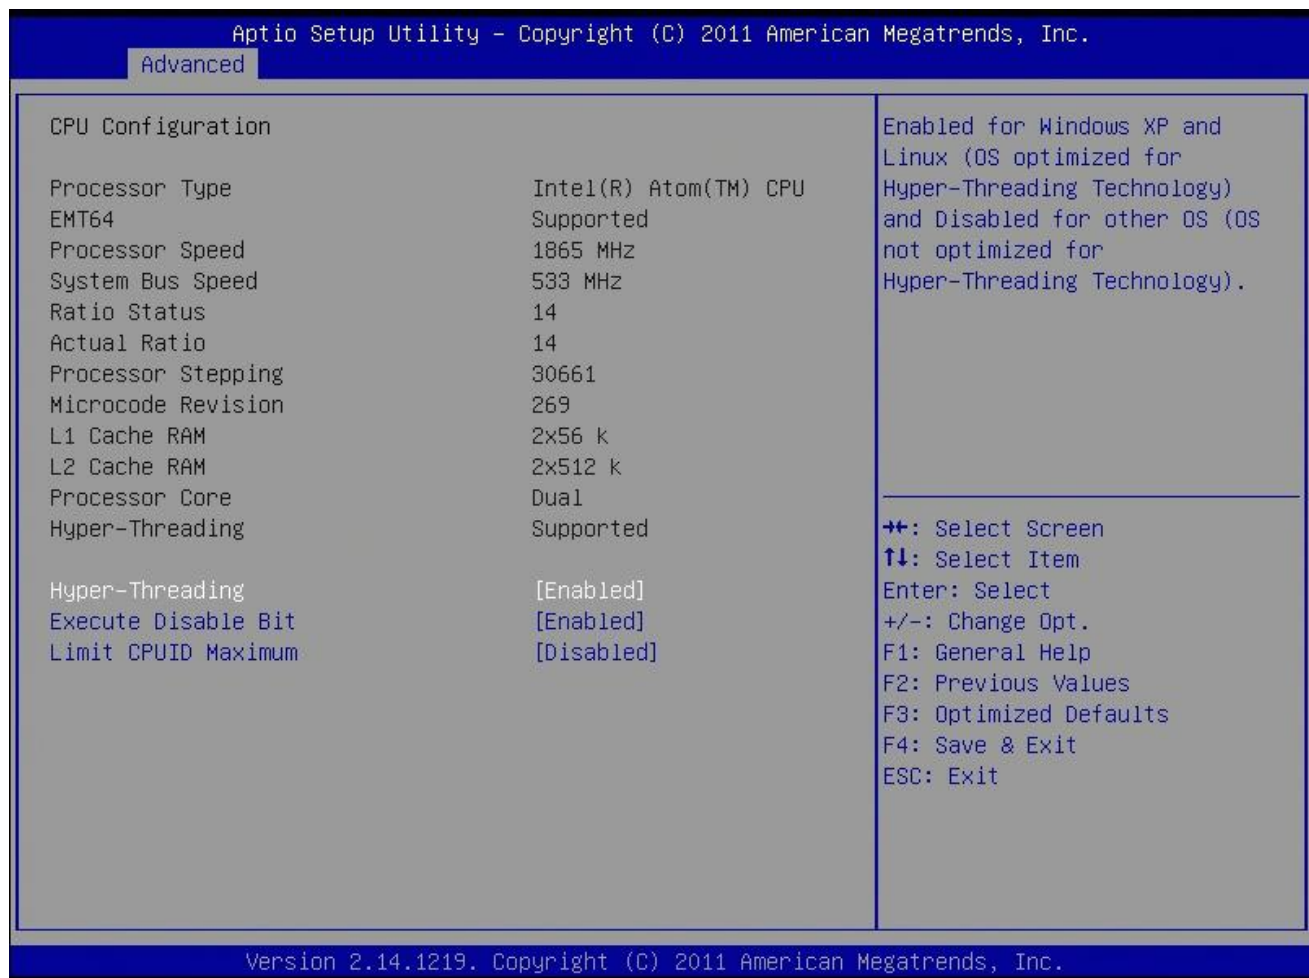 Aptio Setup Utility – Copyright (C) 2011 American Megatrends, Inc.
Advanced
CPU Configuration
Processor Type Intel(R) Atom(TM) CPU
EMT64 Supported
Processor Speed 1865 MHz
System Bus Speed 533 MHz
Ratio Status 14
Actual Ratio 14
Processor Stepping 30661
Microcode Revision 269
L1 Cache RAM 2x56 k
L2 Cache RAM 2x512 k
Processor Core Dual
Hyper-Threading Supported
Hyper-Threading [Enabled]
Execute Disable Bit [Enabled]
Limit CPUID Maximum [Disabled]
Enabled for Windows XP and
Linux (OS optimized for
Hyper-Threading Technology)
and Disabled for other OS (OS
not optimized for
Hyper-Threading Technology).
→←: Select Screen
↑↓: Select Item
Enter: Select
+/-: Change Opt.
F1: General Help
F2: Previous Values
F3: Optimized Defaults
F4: Save & Exit
ESC: Exit
Version 2.14.1219. Copyright (C) 2011 American Megatrends, Inc.